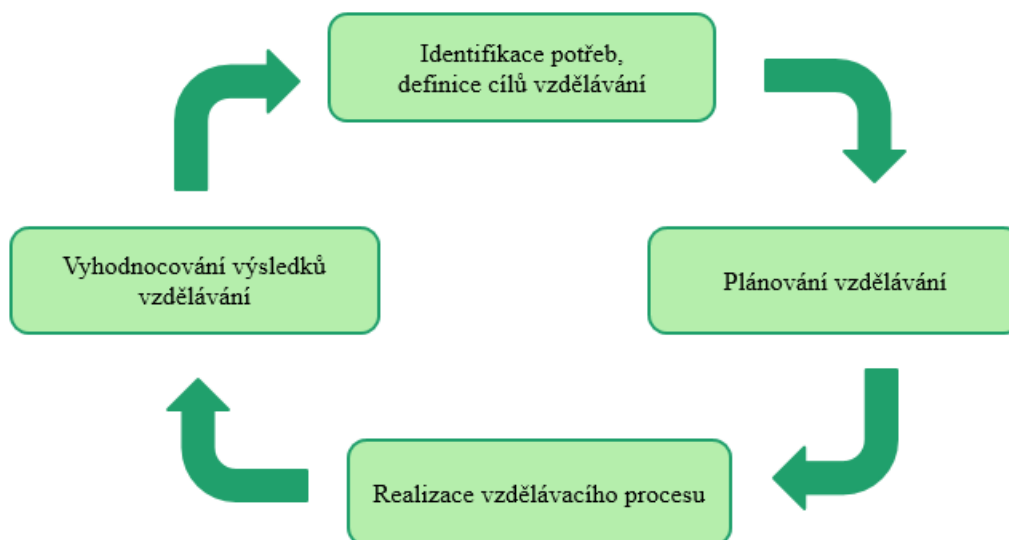 Identifikace potřeb,
definice cílů vzdělávání
Plánování vzdělávání
Realizace vzdělávacího procesu
Vyhodnocování výsledků
vzdělávání